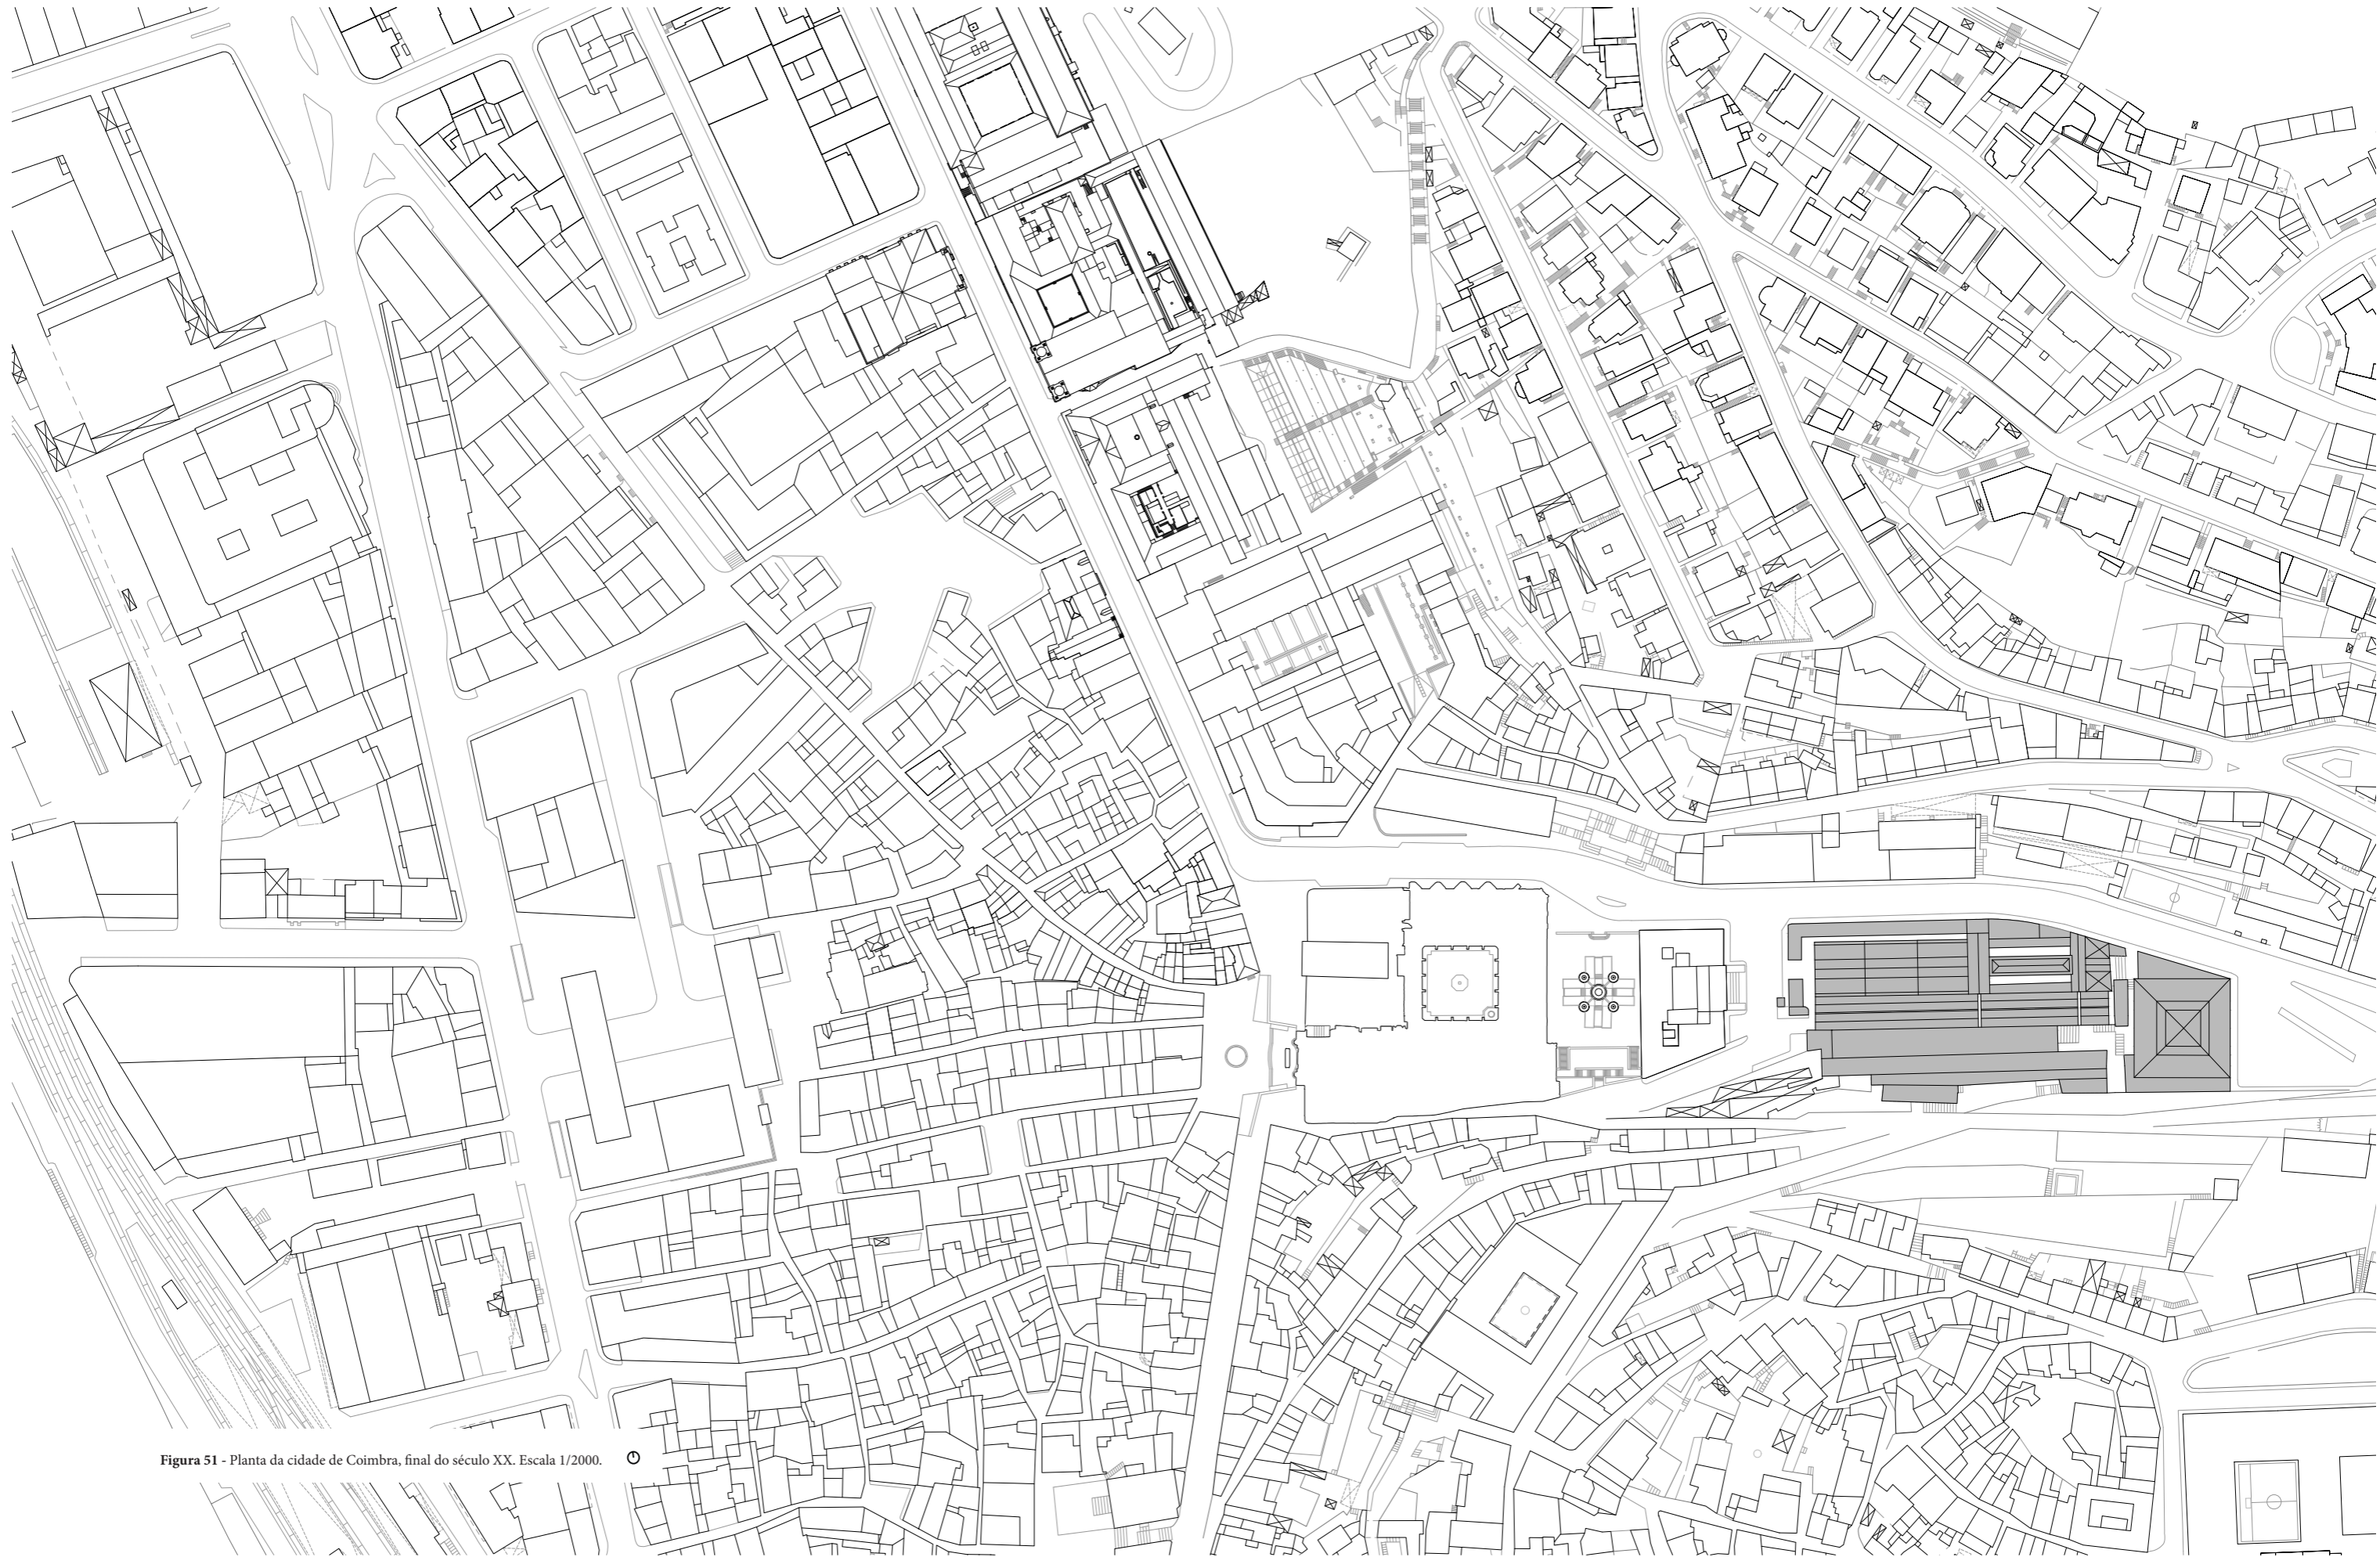 Figura 51 - Planta da cidade de Coimbra, final do século XX. Escala 1/2000.